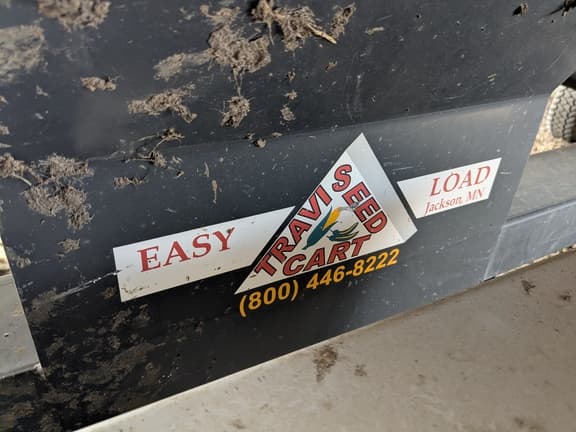 EASY
TRAVIS SEED CART
LOAD
Jackson, MN
(800) 446-8222